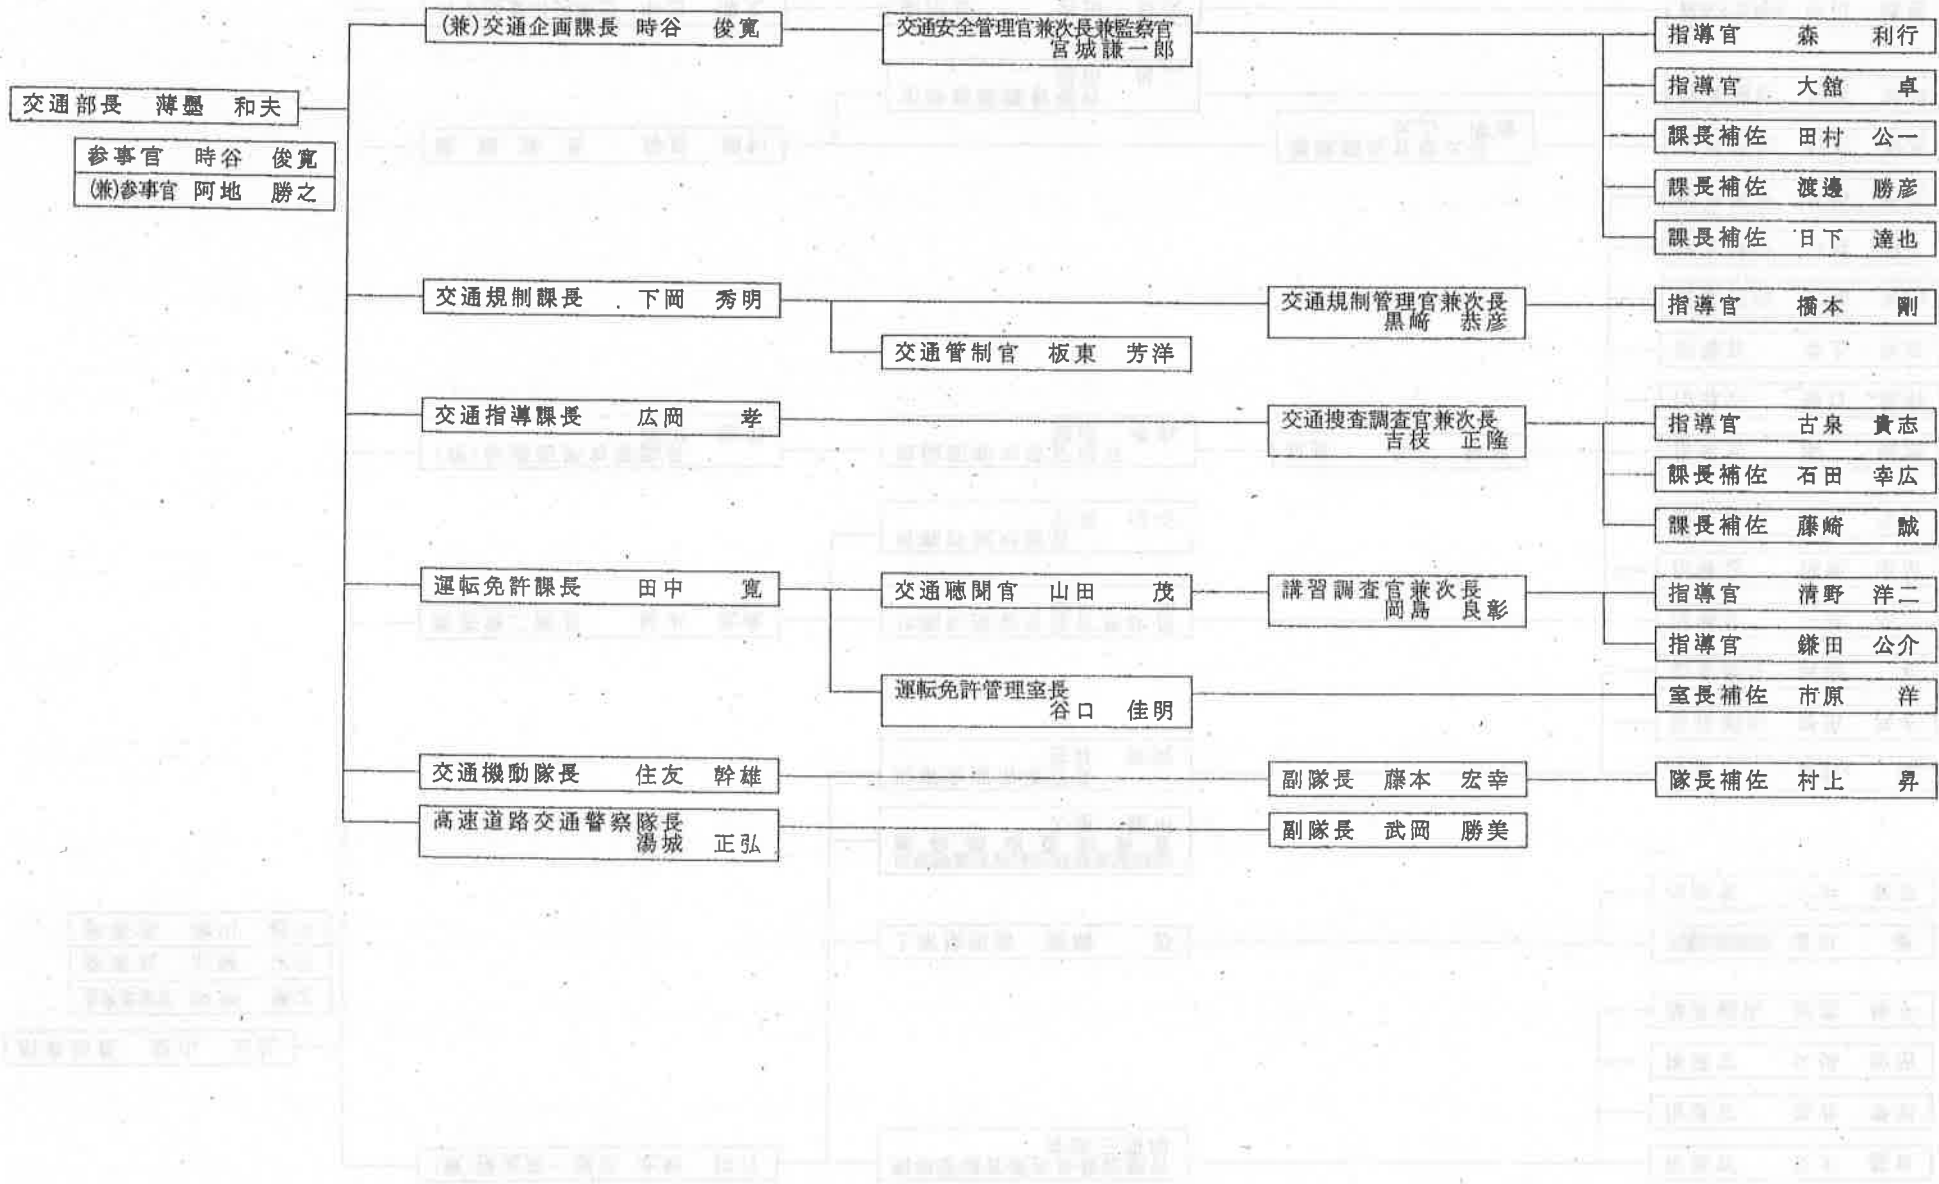 (兼)交通企画課長 時谷 俊寛
交通安全管理官兼次長兼監察官
宮城謙一郎
指導官 森 利行
指導官 大舘 卓
課長補佐 田村 公一
課長補佐 渡邊 勝彦
課長補佐 日下 達也
交通部長 薄墨 和夫
参事官 時谷 俊寛
(兼)参事官 阿地 勝之
交通規制課長 下岡 秀明
交通規制管理官兼次長
黒崎 恭彦
指導官 橋本 剛
交通管制官 板東 芳洋
交通指導課長 広岡 孝
交通捜査調査官兼次長
吉枝 正隆
指導官 古泉 貴志
課長補佐 石田 幸広
課長補佐 藤崎 誠
運転免許課長 田中 寛
交通聴聞官 山田 茂
講習調査官兼次長
岡島 良彰
指導官 清野 洋二
指導官 鎌田 公介
運転免許管理室長
谷口 佳明
室長補佐 市原 洋
交通機動隊長 住友 幹雄
副隊長 藤本 宏幸
隊長補佐 村上 昇
高速道路交通警察隊長
湯城 正弘
副隊長 武岡 勝美